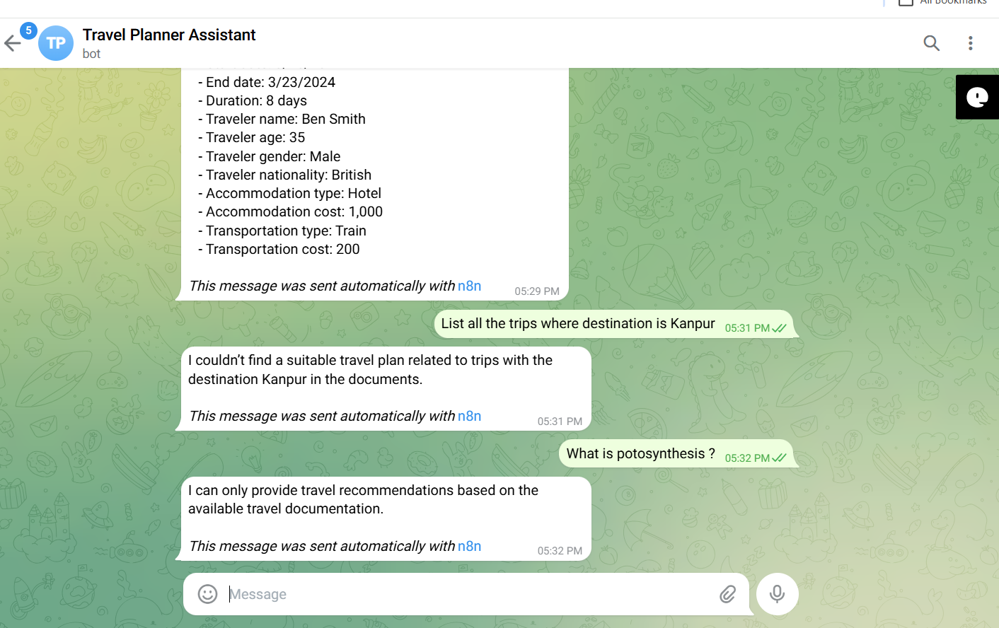 All Bookmarks
5
TP
Travel Planner Assistant
bot
- End date: 3/23/2024
- Duration: 8 days
- Traveler name: Ben Smith
- Traveler age: 35
- Traveler gender: Male
- Traveler nationality: British
- Accommodation type: Hotel
- Accommodation cost: 1,000
- Transportation type: Train
- Transportation cost: 200
This message was sent automatically with n8n
05:29 PM
List all the trips where destination is Kanpur
05:31 PM
I couldn’t find a suitable travel plan related to trips with the
destination Kanpur in the documents.
This message was sent automatically with n8n
05:31 PM
What is potosynthesis ?
05:32 PM
I can only provide travel recommendations based on the
available travel documentation.
This message was sent automatically with n8n
05:32 PM
Message